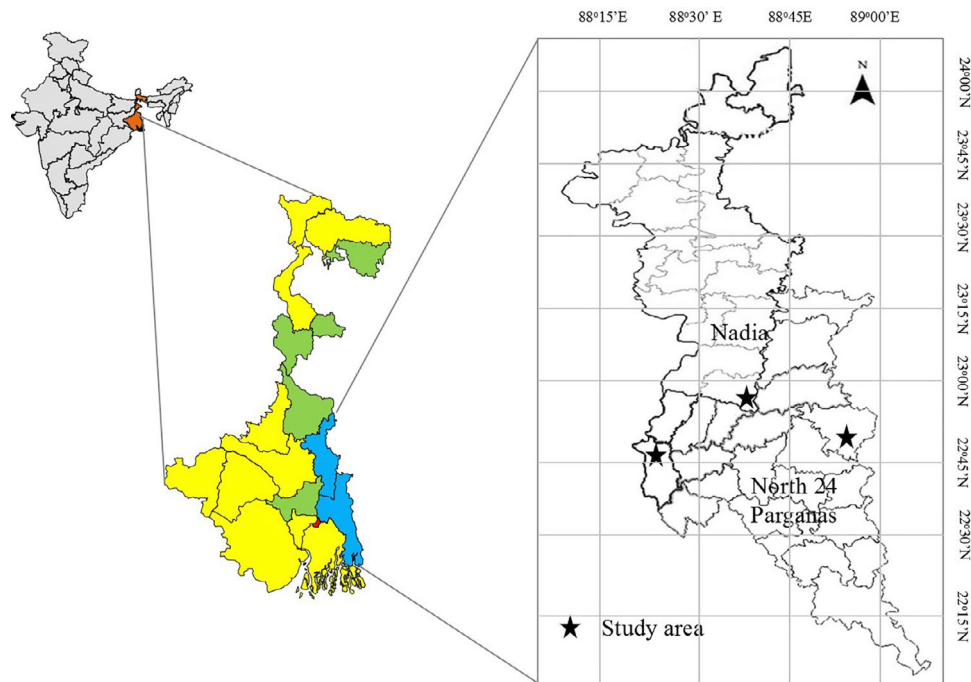 88°15'E 88°30'E 88°45'E 89°00'E
N
24°00'N
23°45'N
23°30'N
23°15'N
23°00'N
22°45'N
22°30'N
22°15'N
Nadia
North 24
Parganas
Study area